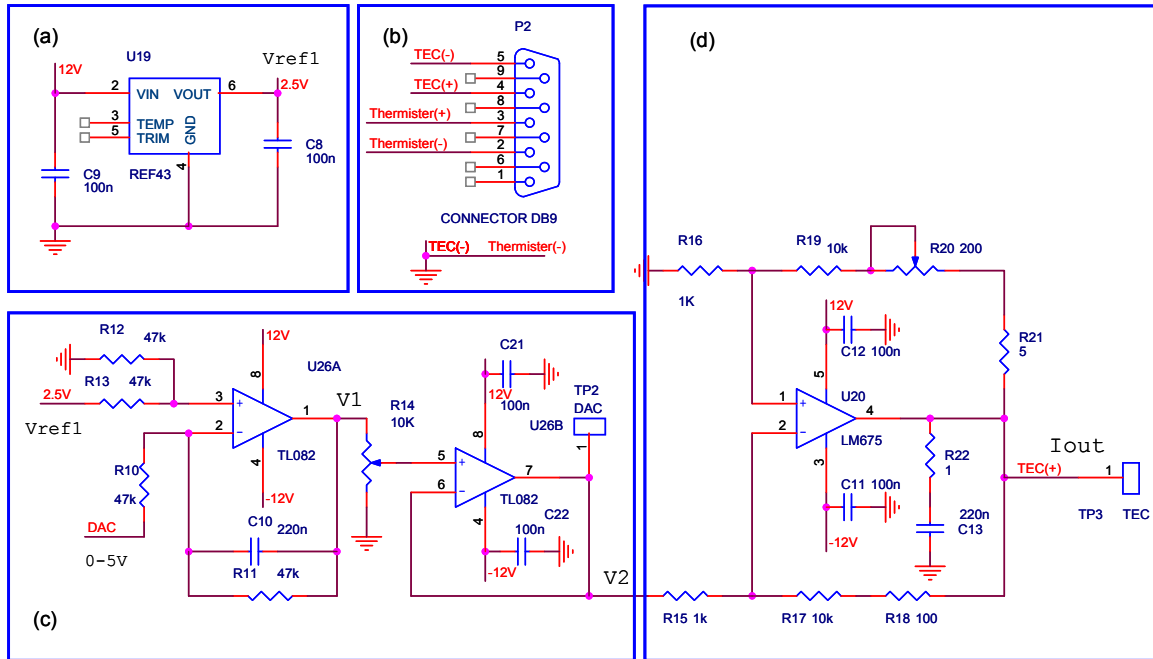 (a)
U19
Vref1
12V
2.5V
2
VIN
VOUT
6
3
TEMP
5
TRIM
GND
4
REF43
C9
100n
C8
100n
(b)
P2
TEC(-)
5
9
TEC(+)
4
8
Thermister(+)
3
7
Thermister(-)
2
6
1
CONNECTOR DB9
TEC(-)
Thermister(-)
(c)
R12
47k
12V
U26A
R13
47k
2.5V
Vref1
8
3
+
2
-
1
4
TL082
-12V
V1
R10
47k
DAC
0-5V
C10
220n
R11
47k
R14
10K
C21
100n
12V
8
5
+
6
-
7
4
TL082
U26B
TP2
DAC
1
C22
100n
-12V
V2
(d)
R16
1K
R19
10k
R20 200
12V
C12 100n
R21
5
5
U20
1
+
2
-
4
LM675
3
C11 100n
-12V
R22
1
220n
C13
Iout
TEC(+)
1
TP3
TEC
R15 1k
R17 10k
R18 100